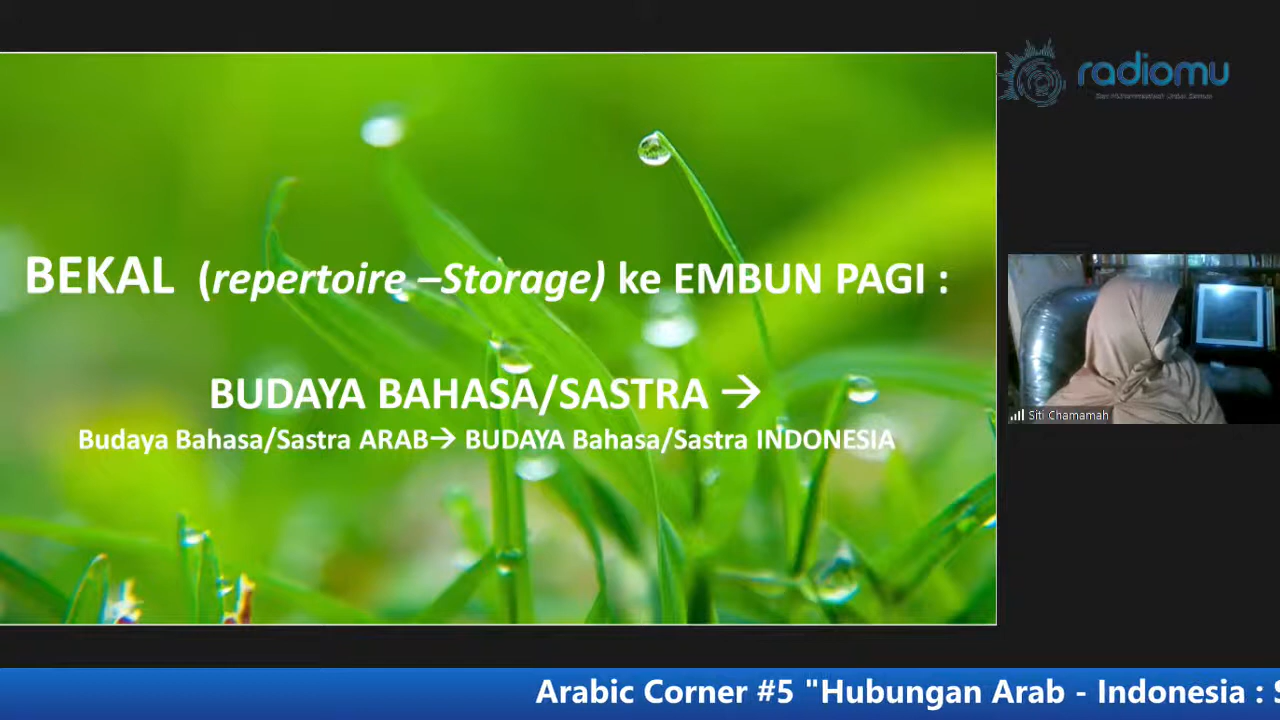 radiomu
BEKAL (repertoire –Storage) ke EMBUN PAGI :
BUDAYA BAHASA/SASTRA →
Budaya Bahasa/Sastra ARAB→ BUDAYA Bahasa/Sastra INDONESIA
Siti Chamamah
Arabic Corner #5 "Hubungan Arab - Indonesia : S